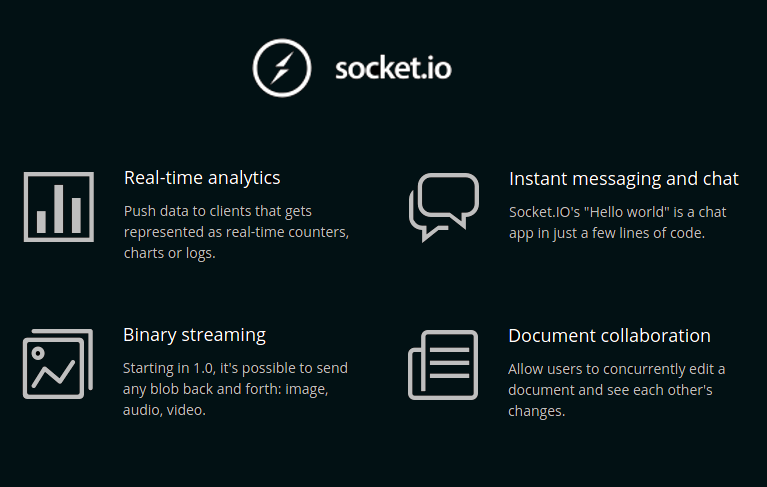 socket.io
Real-time analytics
Push data to clients that gets
represented as real-time counters,
charts or logs.
Instant messaging and chat
Socket.IO's "Hello world" is a chat
app in just a few lines of code.
Binary streaming
Starting in 1.0, it's possible to send
any blob back and forth: image,
audio, video.
Document collaboration
Allow users to concurrently edit a
document and see each other's
changes.